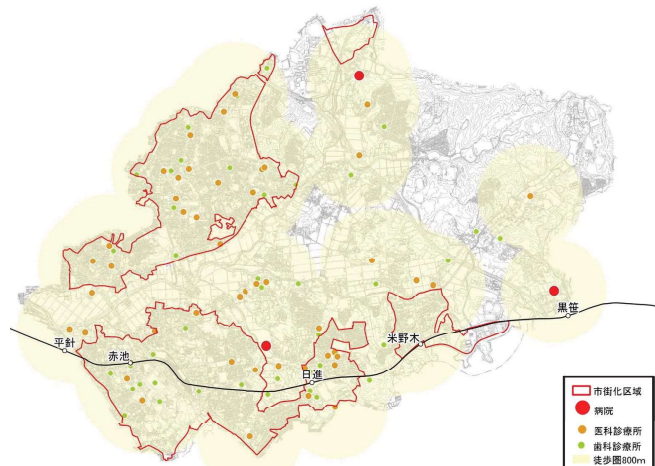 黒笹
米野木
平針
赤池
日進
市街化区域
病院
医科診療所
歯科診療所
徒歩圏800m